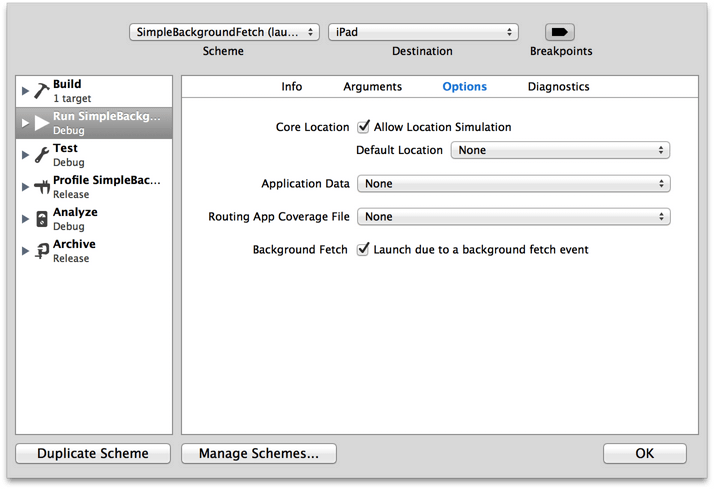 SimpleBackgroundFetch (lau... iPad
Scheme Destination Breakpoints
Build
1 target
Run SimpleBackg...
Debug
Test
Debug
Profile SimpleBac...
Release
Analyze
Debug
Archive
Release
Info Arguments Options Diagnostics
Core Location Allow Location Simulation
Default Location None
Application Data None
Routing App Coverage File None
Background Fetch Launch due to a background fetch event
Duplicate Scheme Manage Schemes... OK